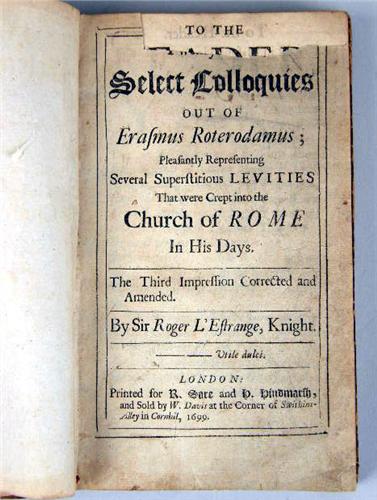 TO THE
READER
Select Colloquies
OUT OF
Eraſmus Roterodamus;
Pleaſantly Repreſenting
Several Superſtitious LEVITIES
That were Crept into the
Church of ROME
In His Days.
The Third Impreſſion Corrected and
Amended.
By Sir Roger L'Eſtrange, Knight.
Utile dulci.
LONDON:
Printed for R. Sare and H. Hindmarsh,
and Sold by W. Davis at the Corner of Swithins-
Alley in Cornhil, 1699.